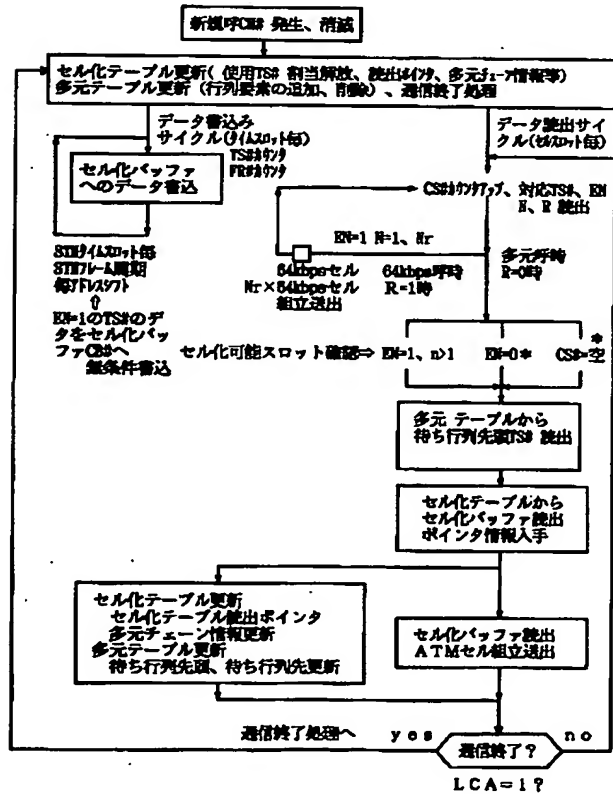 新規呼CH# 発生、消滅
セル化テーブル更新( 使用TS# 割当解放、読出ポインタ、多元チェーン情報等)
多元テーブル更新 (行列要素の追加、削除) 、通信終了処理
データ書込み
サイクル(タイムスロット毎)
TS#カウンタ
FR#カウンタ
データ読出サイ
クル(セルスロット毎)
セル化バッファ
へのデータ書込
CS#カウンタアップ、対応TS#、EN
N、R 読出
EN=1 N=1、Nr
64kbpsセル
Nr×64kbpsセル
組立送出
64kbps呼時
R=1時
多元呼時
R=0時
STMタイムスロット毎
STMフレーム周期
毎アドレスシフト
⇧
EN=1のTS#のデ
ータをセル化バッ
ファCB#へ
無条件書込
セル化可能スロット確認⇒ EN=1、n>1
EN=0*
CS#=空*
多元 テーブルから
待ち行列先頭TS# 読出
セル化テーブルから
セル化バッファ読出
ポインタ情報入手
セル化テーブル更新
セル化テーブル読出ポインタ
多元チェーン情報更新
多元テーブル更新
待ち行列先頭、待ち行列先更新
セル化バッファ読出
ATMセル組立送出
通信終了処理へ
yes
通信終了?
no
LCA=1?